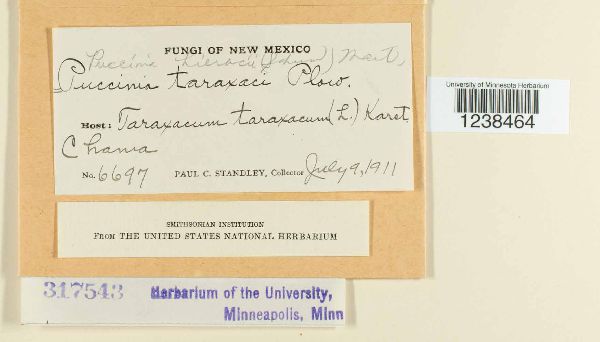 FUNGI OF NEW MEXICO
Puccinia hieracii (Schum) Mart.
Puccinia taraxaci Plow.
HOST: Taraxacum taraxacum (L.) Karst.
Chama
No. 6697 PAUL C. STANDLEY, Collector July 9, 1911
SMITHSONIAN INSTITUTION
FROM THE UNITED STATES NATIONAL HERBARIUM
317543 Herbarium of the University,
Minneapolis, Minn
University of Minnesota Herbarium
1238464